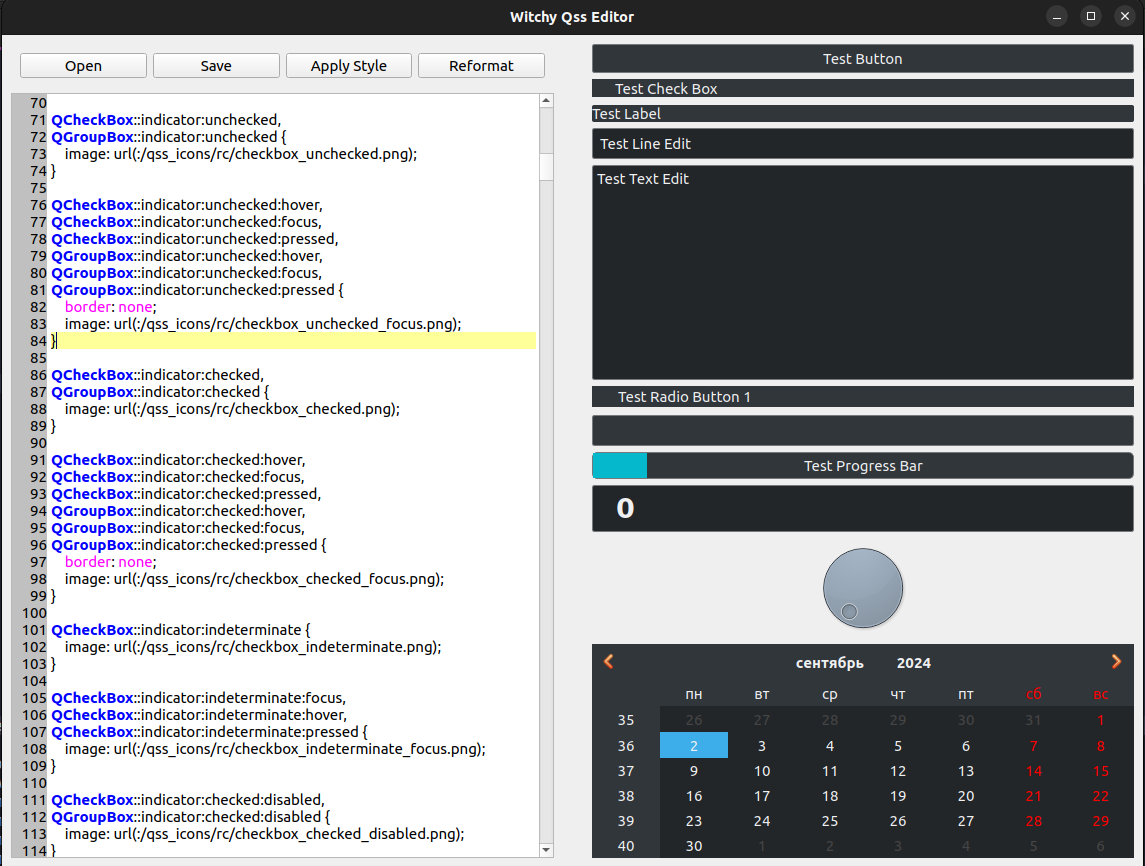 Witchy Qss Editor
Open Save Apply Style Reformat
70
71 QCheckBox::indicator:unchecked,
72 QGroupBox::indicator:unchecked {
73 image: url(:/qss_icons/rc/checkbox_unchecked.png);
74 }
75
76 QCheckBox::indicator:unchecked:hover,
77 QCheckBox::indicator:unchecked:focus,
78 QCheckBox::indicator:unchecked:pressed,
79 QGroupBox::indicator:unchecked:hover,
80 QGroupBox::indicator:unchecked:focus,
81 QGroupBox::indicator:unchecked:pressed {
82 border: none;
83 image: url(:/qss_icons/rc/checkbox_unchecked_focus.png);
84 }
85
86 QCheckBox::indicator:checked,
87 QGroupBox::indicator:checked {
88 image: url(:/qss_icons/rc/checkbox_checked.png);
89 }
90
91 QCheckBox::indicator:checked:hover,
92 QCheckBox::indicator:checked:focus,
93 QCheckBox::indicator:checked:pressed,
94 QGroupBox::indicator:checked:hover,
95 QGroupBox::indicator:checked:focus,
96 QGroupBox::indicator:checked:pressed {
97 border: none;
98 image: url(:/qss_icons/rc/checkbox_checked_focus.png);
99 }
100
101 QCheckBox::indicator:indeterminate {
102 image: url(:/qss_icons/rc/checkbox_indeterminate.png);
103 }
104
105 QCheckBox::indicator:indeterminate:focus,
106 QCheckBox::indicator:indeterminate:hover,
107 QCheckBox::indicator:indeterminate:pressed {
108 image: url(:/qss_icons/rc/checkbox_indeterminate_focus.png);
109 }
110
111 QCheckBox::indicator:checked:disabled,
112 QGroupBox::indicator:checked:disabled {
113 image: url(:/qss_icons/rc/checkbox_checked_disabled.png);
114 }
Test Button
Test Check Box
Test Label
Test Line Edit
Test Text Edit
Test Radio Button 1
Test Progress Bar
0
сентябрь 2024
пн вт ср чт пт сб вс
35 26 27 28 29 30 31 1
36 2 3 4 5 6 7 8
37 9 10 11 12 13 14 15
38 16 17 18 19 20 21 22
39 23 24 25 26 27 28 29
40 30 1 2 3 4 5 6